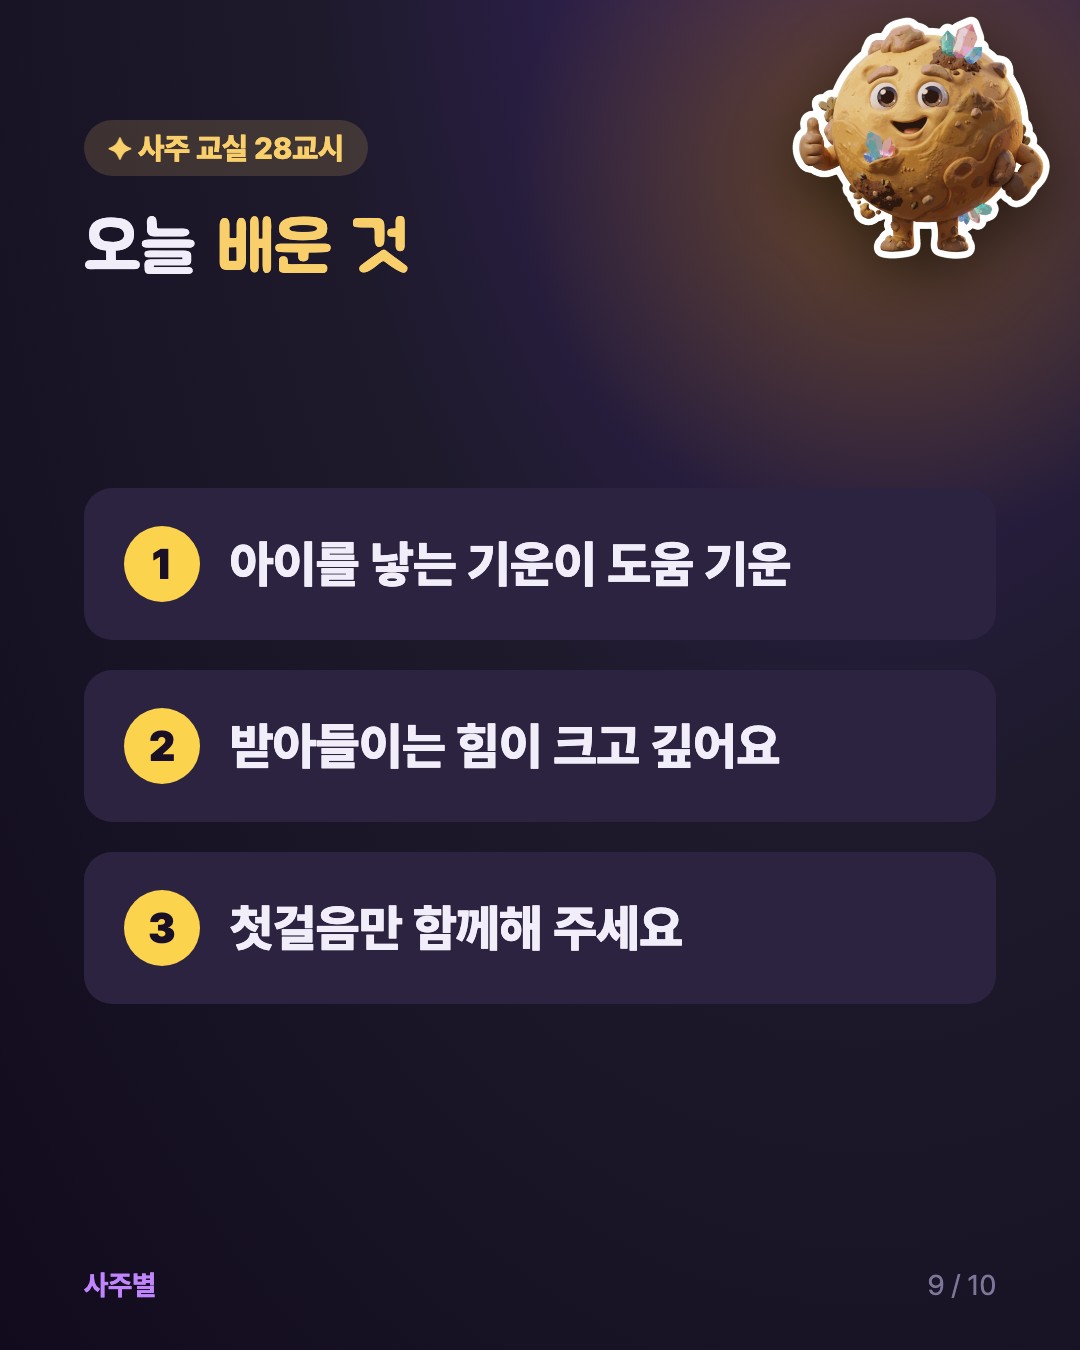 ✦ 사주 교실 28교시
오늘 배운 것
1 아이를 낳는 기운이 도움 기운
2 받아들이는 힘이 크고 깊어요
3 첫걸음만 함께해 주세요
사주별
9 / 10